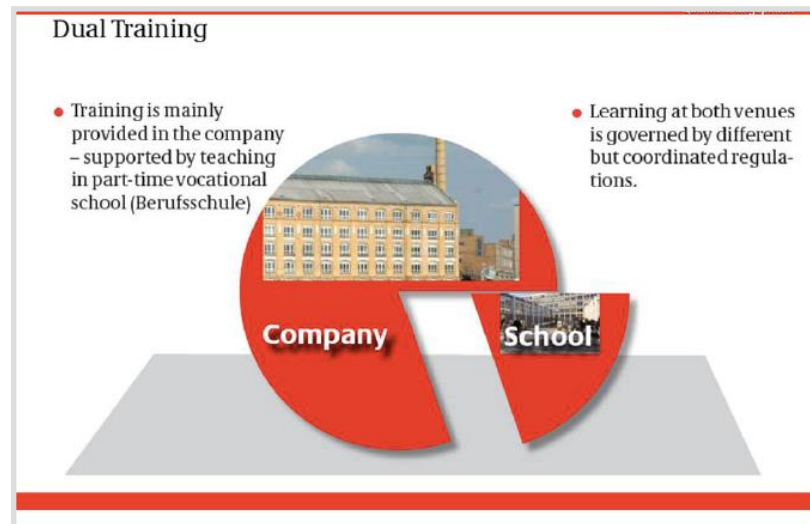 Dual Training
● Training is mainly
provided in the company
– supported by teaching
in part-time vocational
school (Berufsschule)
● Learning at both venues
is governed by different
but coordinated regula-
tions.
Company
School